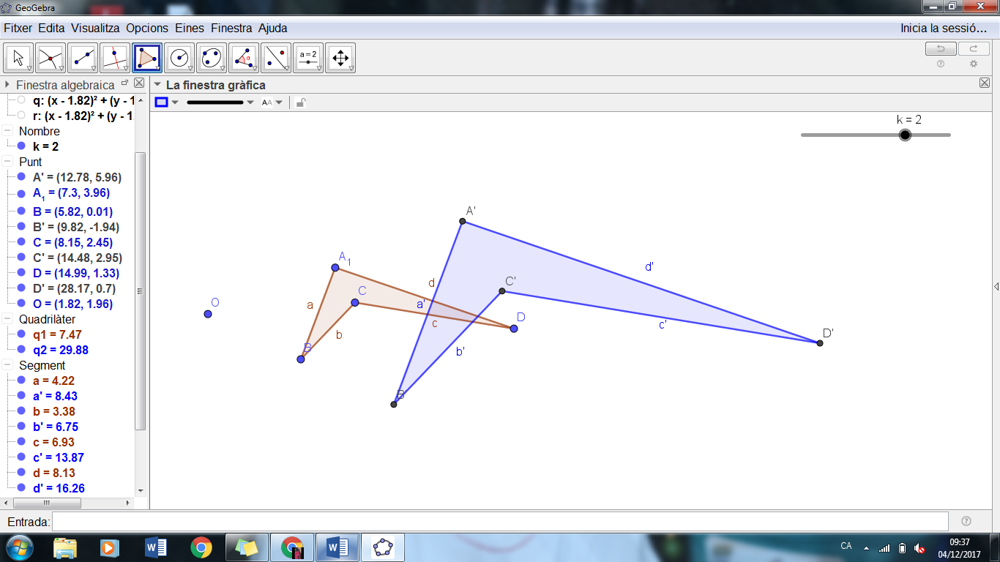 GeoGebra
Fitxer Edita Visualitza Opcions Eines Finestra Ajuda
Inicia la sessió...
α
a = 2
Finestra algebraica
La finestra gràfica
AA
q: (x - 1.82)² + (y - 1
r: (x - 1.82)² + (y - 1.
Nombre
k = 2
Punt
A' = (12.78, 5.96)
A₁ = (7.3, 3.96)
B = (5.82, 0.01)
B' = (9.82, -1.94)
C = (8.15, 2.45)
C' = (14.48, 2.95)
D = (14.99, 1.33)
D' = (28.17, 0.7)
O = (1.82, 1.96)
Quadrilàter
q1 = 7.47
q2 = 29.88
Segment
a = 4.22
a' = 8.43
b = 3.38
b' = 6.75
c = 6.93
c' = 13.87
d = 8.13
d' = 16.26
k = 2
A'
A₁
d'
C'
d
C
O
a
a'
D
c
c'
b
D'
B
b'
B'
Entrada:
CA
09:37
04/12/2017